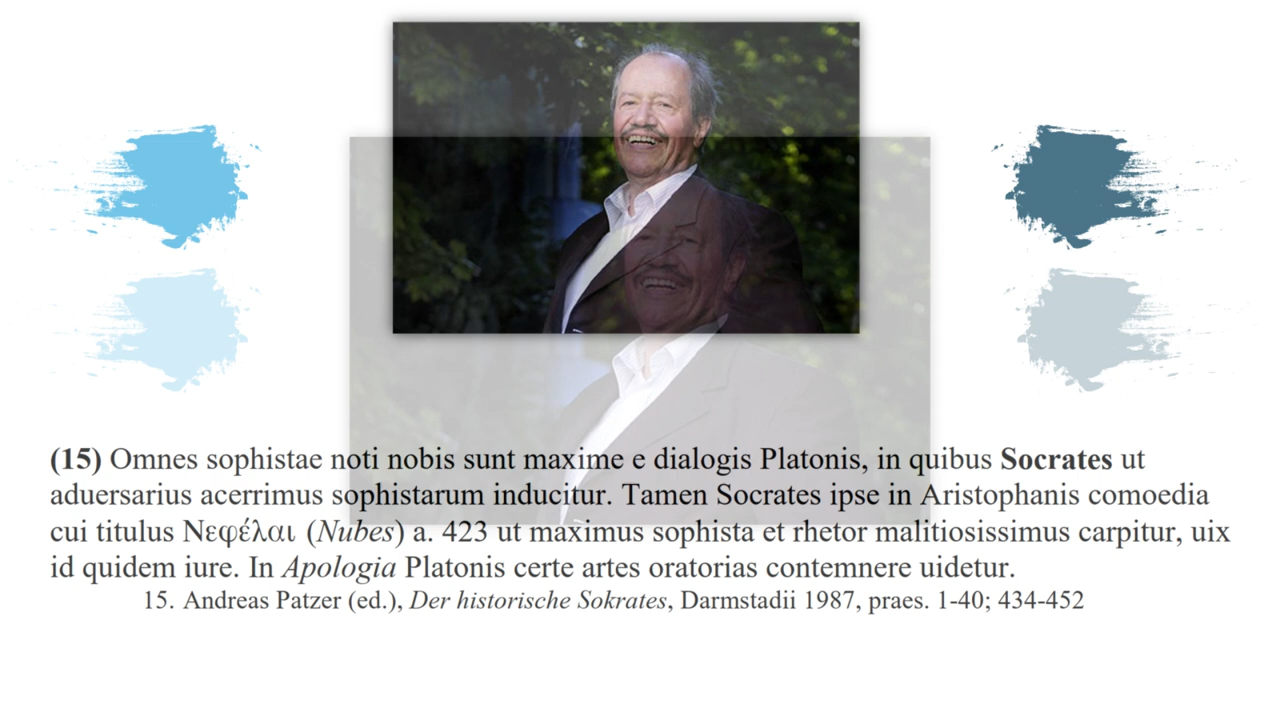 (15) Omnes sophistae noti nobis sunt maxime e dialogis Platonis, in quibus Socrates ut
aduersarius acerrimus sophistarum inducitur. Tamen Socrates ipse in Aristophanis comoedia
cui titulus Νεφέλαι (Nubes) a. 423 ut maximus sophista et rhetor malitiosissimus carpitur, uix
id quidem iure. In Apologia Platonis certe artes oratorias contemnere uidetur.
15. Andreas Patzer (ed.), Der historische Sokrates, Darmstadii 1987, praes. 1-40; 434-452